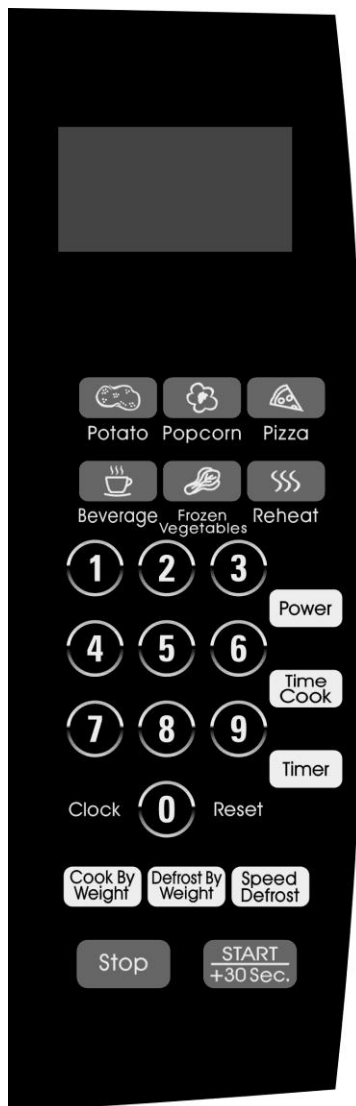 Potato Popcorn Pizza
Beverage Frozen Vegetables Reheat
1 2 3
Power
4 5 6
Time Cook
7 8 9
Timer
Clock 0 Reset
Cook By Weight Defrost By Weight Speed Defrost
Stop START +30 Sec.